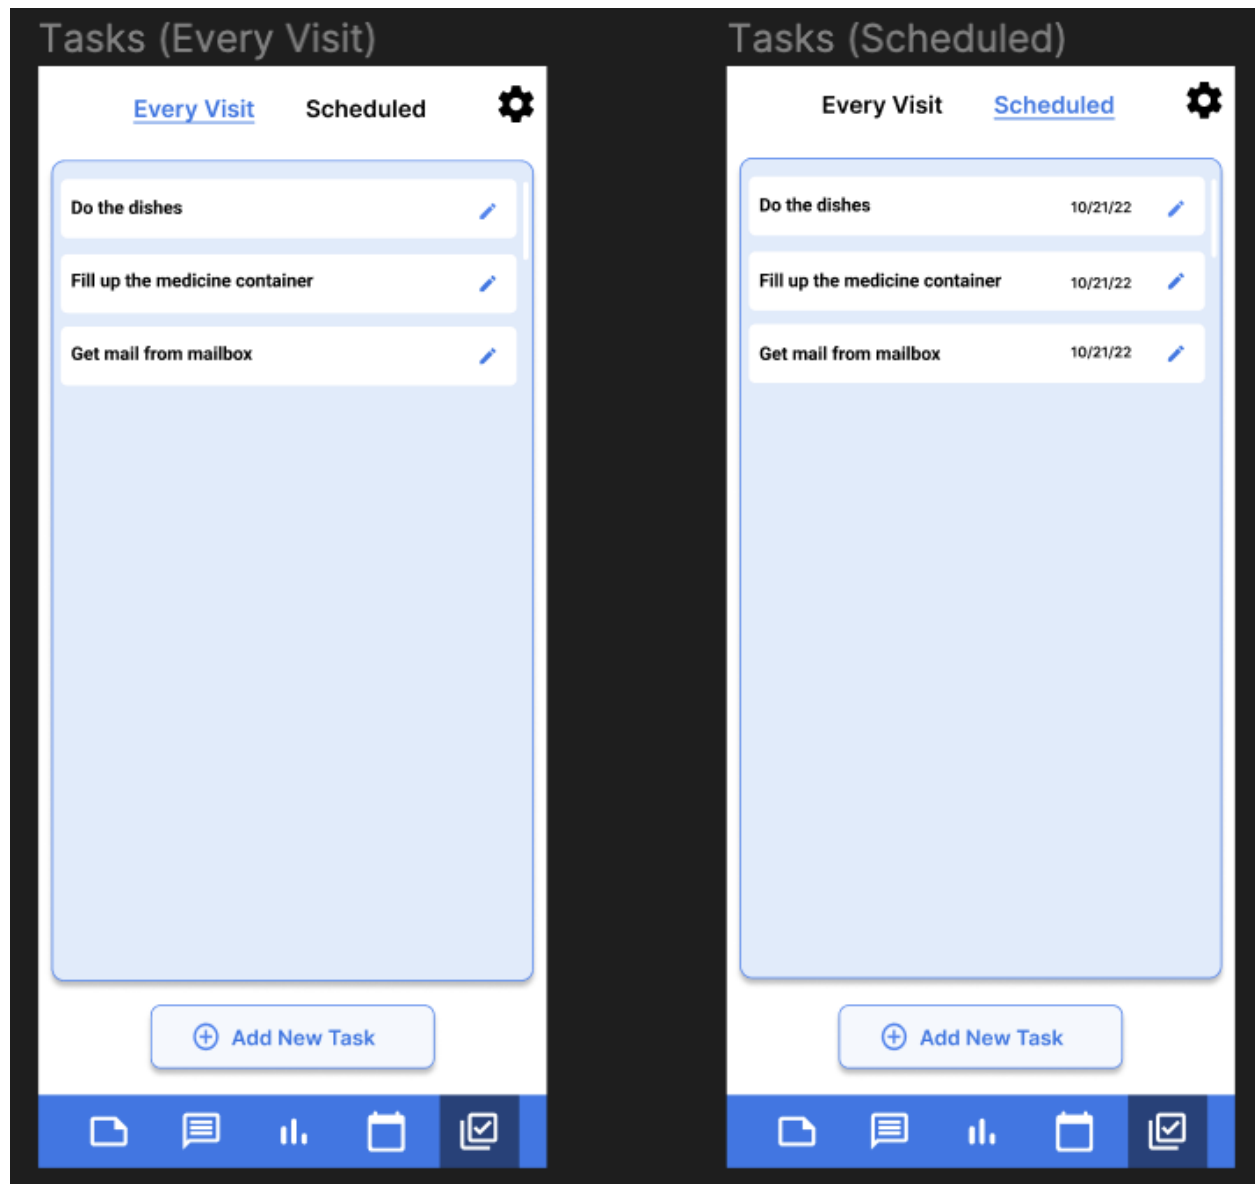 Tasks (Every Visit)
Every Visit Scheduled
Do the dishes
Fill up the medicine container
Get mail from mailbox
Add New Task
Tasks (Scheduled)
Every Visit Scheduled
Do the dishes 10/21/22
Fill up the medicine container 10/21/22
Get mail from mailbox 10/21/22
Add New Task